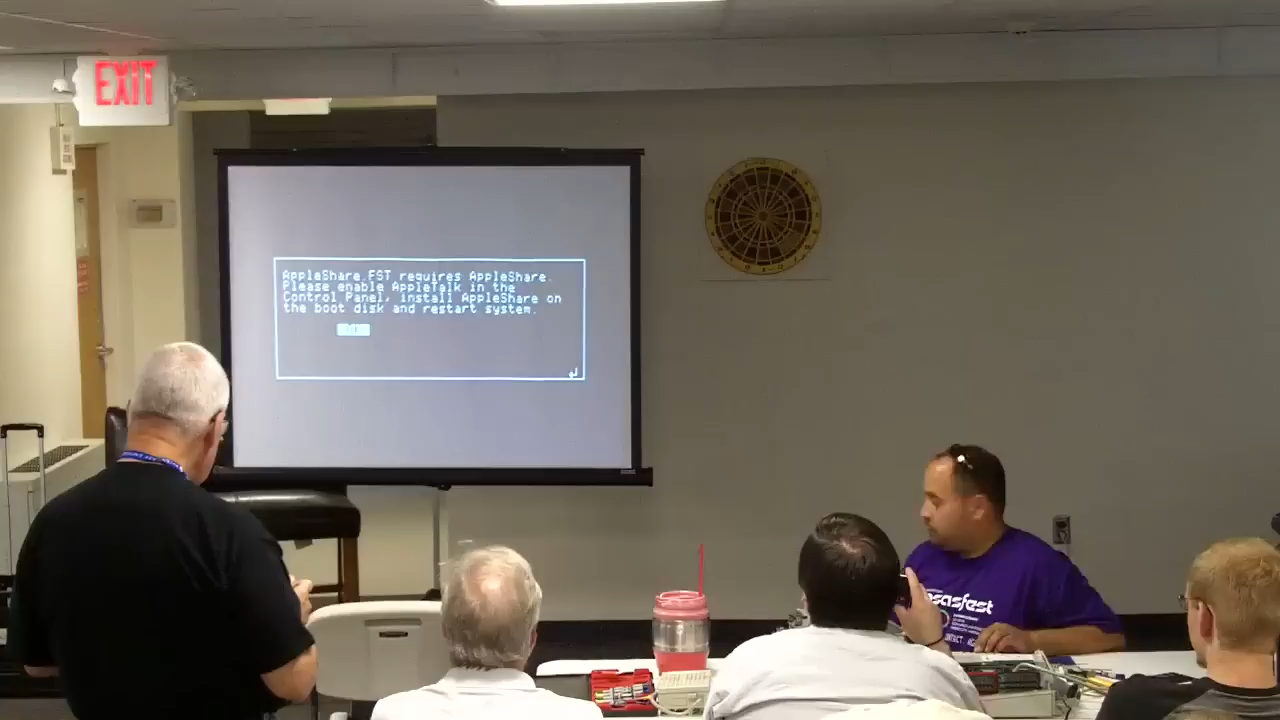 EXIT
AppleShare.FST requires AppleShare.
Please enable AppleTalk in the
Control Panel, install AppleShare on
the boot disk and restart system.